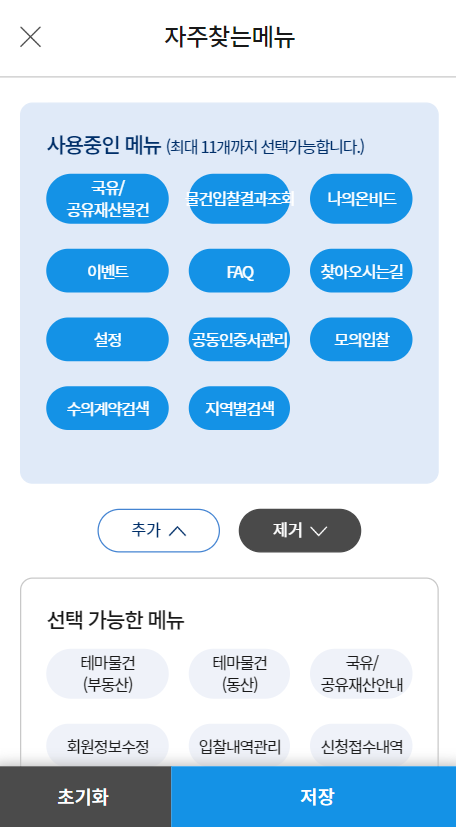 자주찾는메뉴
사용중인 메뉴 (최대 11개까지 선택가능합니다.)
국유/
공유재산물건
물건입찰결과조회
나의온비드
이벤트
FAQ
찾아오시는길
설정
공동인증서관리
모의입찰
수의계약검색
지역별검색
추가
제거
선택 가능한 메뉴
테마물건
(부동산)
테마물건
(동산)
국유/
공유재산안내
회원정보수정
입찰내역관리
신청접수내역
초기화
저장